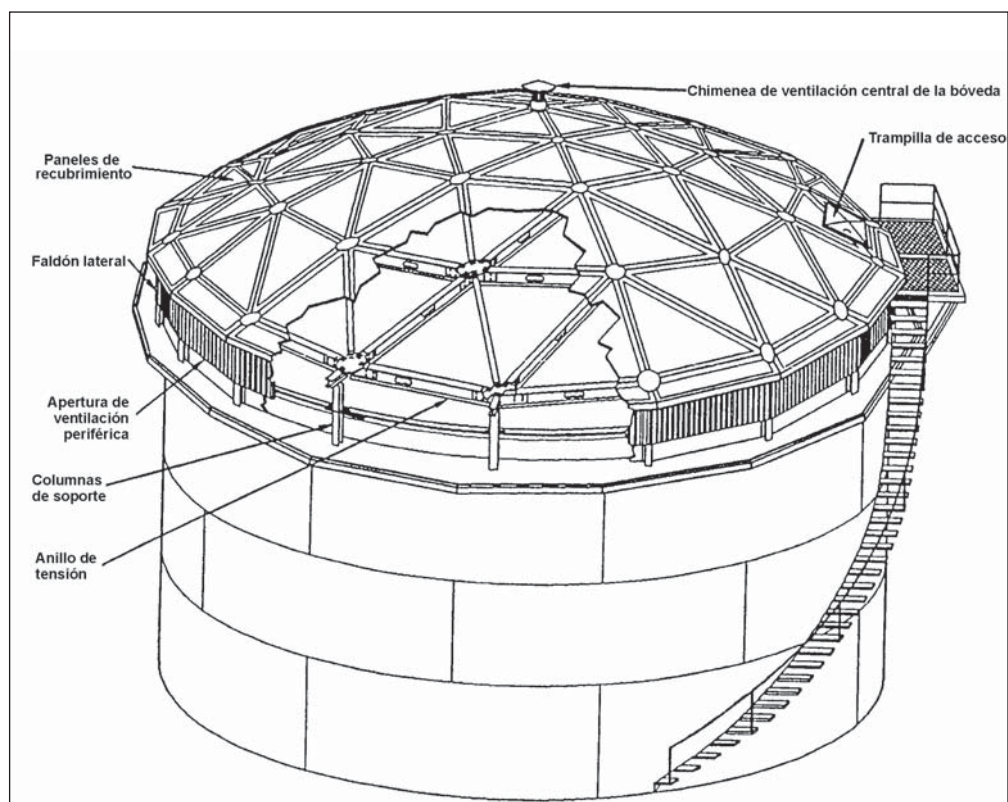 Chimenea de ventilación central de la bóveda
Trampilla de acceso
Paneles de
recubrimiento
Faldón lateral
Apertura de
ventilación
periférica
Columnas
de soporte
Anillo de
tensión